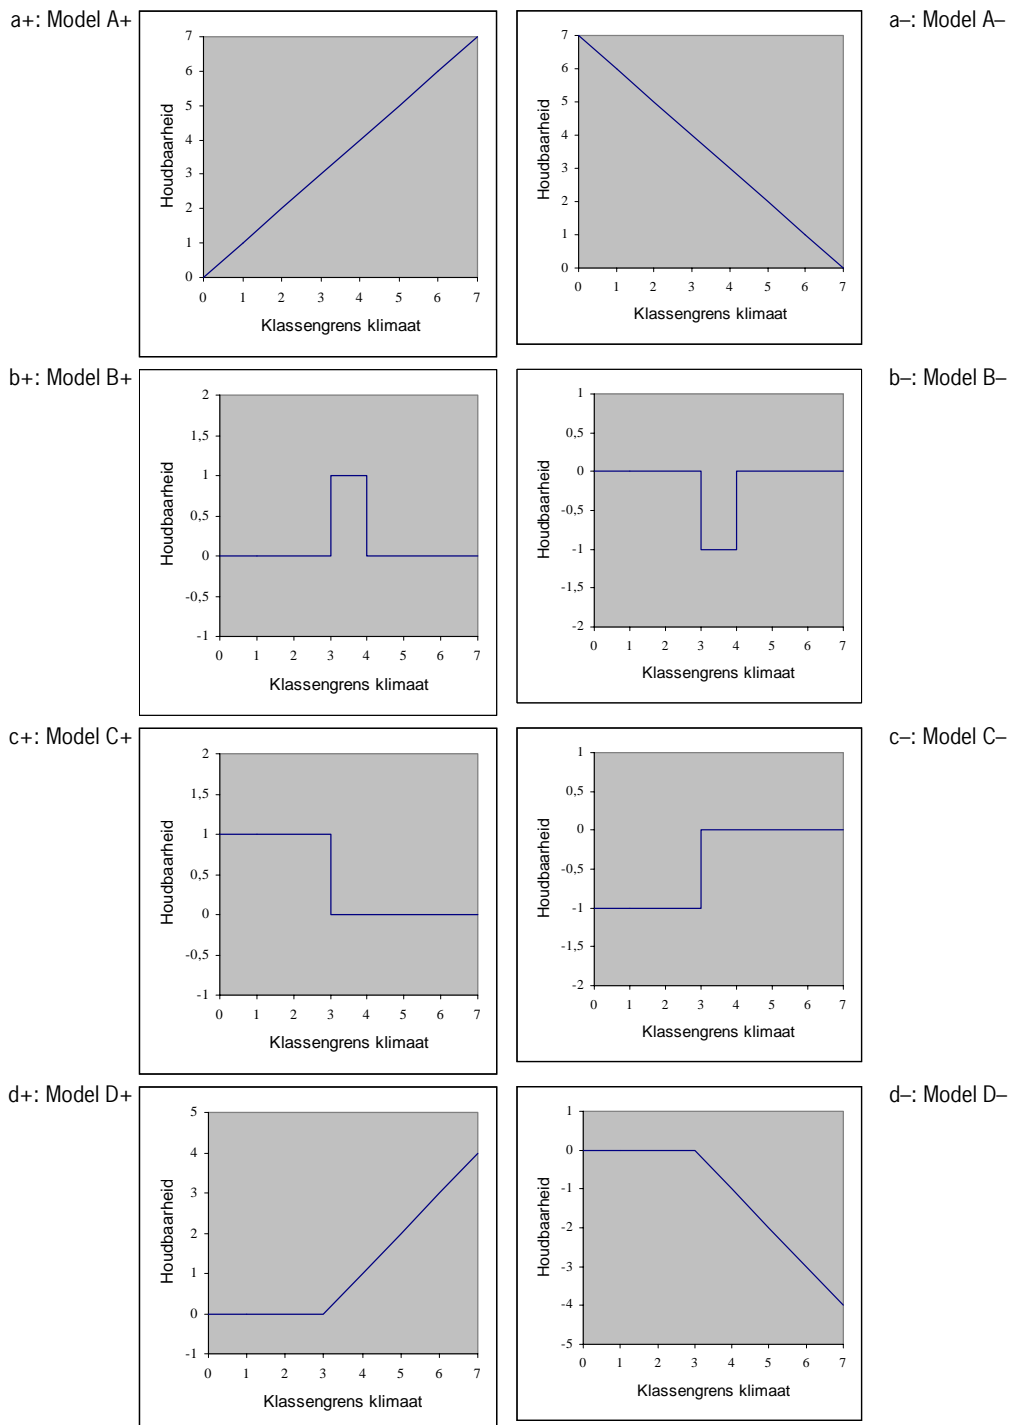 a+: Model A+
7
6
5
4
3
2
1
0
Houdbaarheid
0 1 2 3 4 5 6 7
Klassengrens klimaat
a–: Model A–
7
6
5
4
3
2
1
0
Houdbaarheid
0 1 2 3 4 5 6 7
Klassengrens klimaat
b+: Model B+
2
1,5
1
0,5
0
-0,5
-1
Houdbaarheid
0 1 2 3 4 5 6 7
Klassengrens klimaat
b–: Model B–
1
0,5
0
-0,5
-1
-1,5
-2
Houdbaarheid
0 1 2 3 4 5 6 7
Klassengrens klimaat
c+: Model C+
2
1,5
1
0,5
0
-0,5
-1
Houdbaarheid
0 1 2 3 4 5 6 7
Klassengrens klimaat
c–: Model C–
1
0,5
0
-0,5
-1
-1,5
-2
Houdbaarheid
0 1 2 3 4 5 6 7
Klassengrens klimaat
d+: Model D+
5
4
3
2
1
0
-1
Houdbaarheid
0 1 2 3 4 5 6 7
Klassengrens klimaat
d–: Model D–
1
0
-1
-2
-3
-4
-5
Houdbaarheid
0 1 2 3 4 5 6 7
Klassengrens klimaat